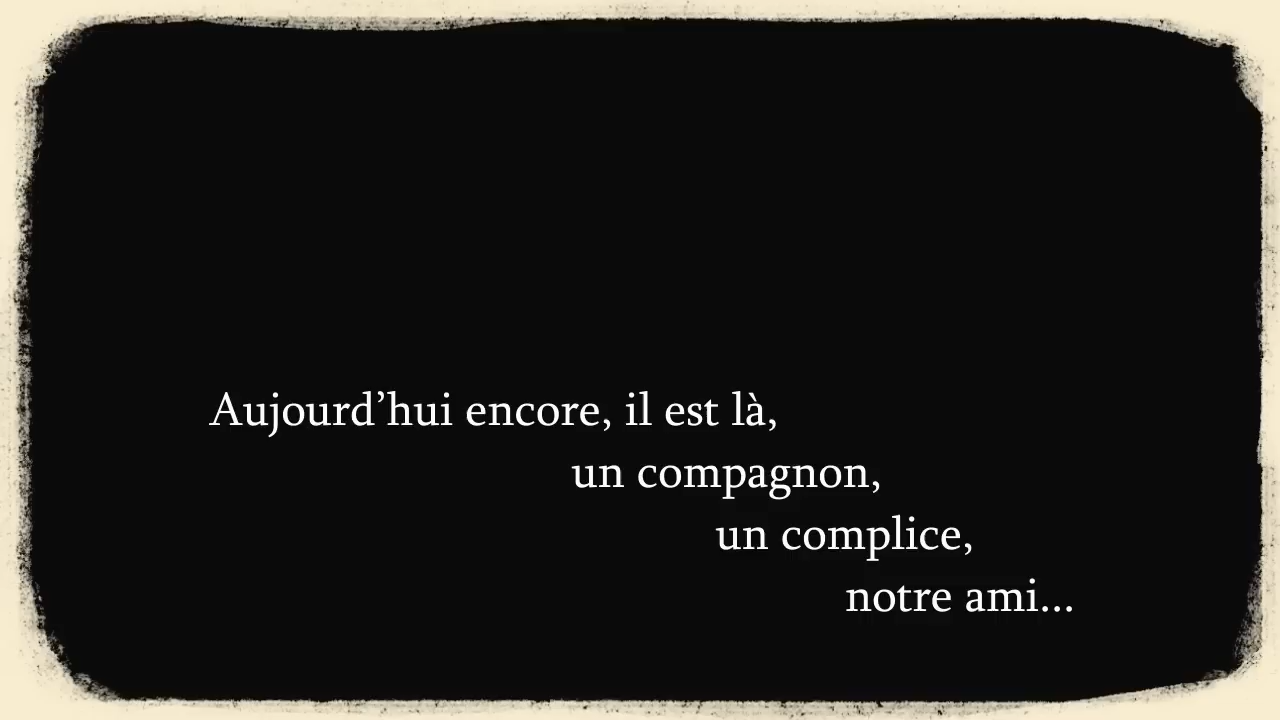 Aujourd’hui encore, il est là,
un compagnon,
un complice,
notre ami...